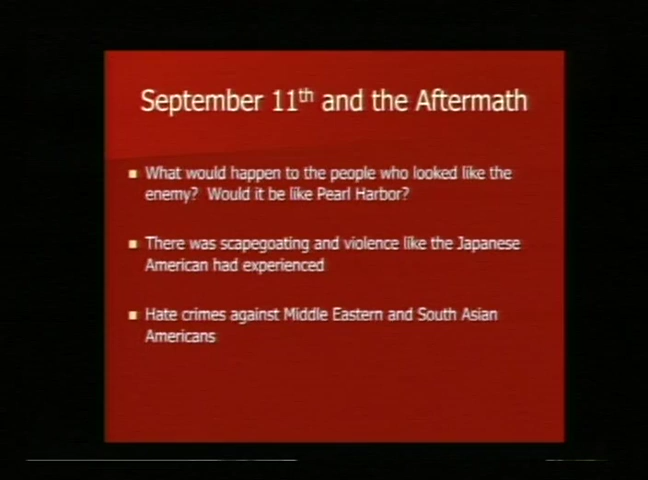 September 11th and the Aftermath
What would happen to the people who looked like the
enemy? Would it be like Pearl Harbor?
There was scapegoating and violence like the Japanese
American had experienced
Hate crimes against Middle Eastern and South Asian
Americans